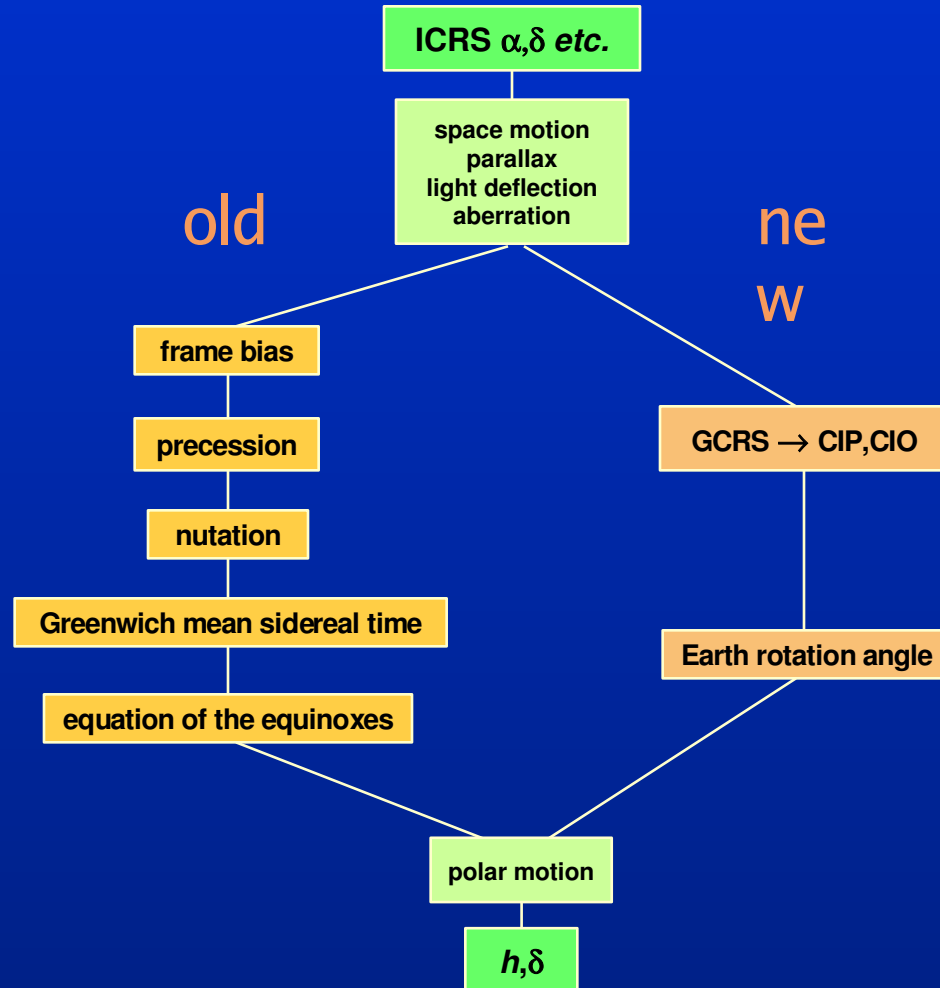 ICRS α,δ etc.
space motion
parallax
light deflection
aberration
old
ne
w
frame bias
precession
nutation
Greenwich mean sidereal time
equation of the equinoxes
GCRS → CIP,CIO
Earth rotation angle
polar motion
h,δ